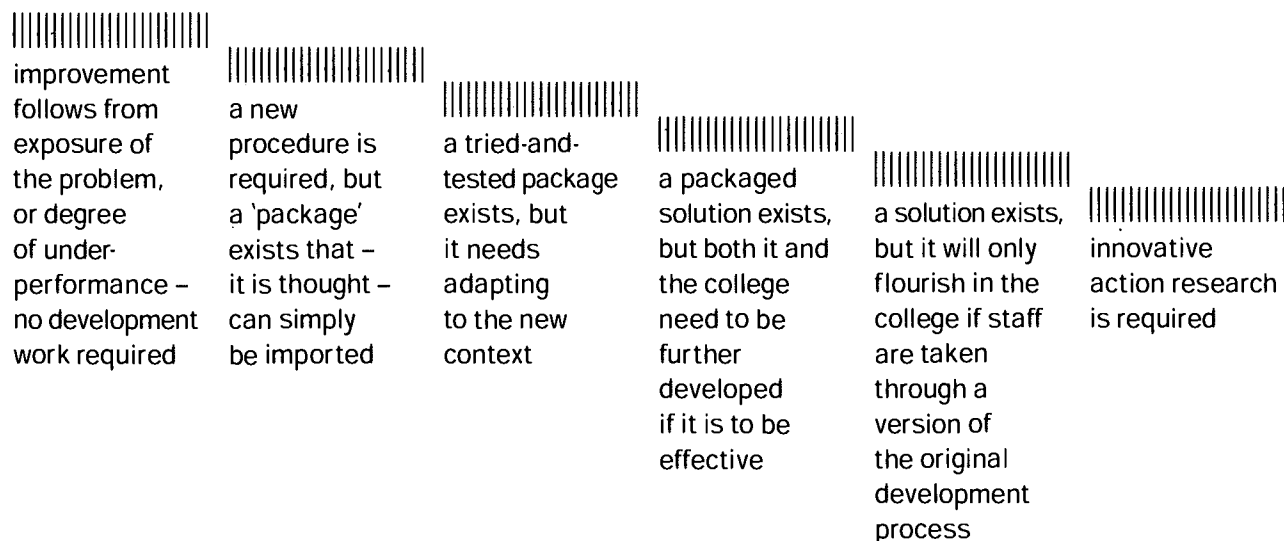 improvement
follows from
exposure of
the problem,
or degree
of under-
performance –
no development
work required
a new
procedure is
required, but
a 'package'
exists that –
it is thought –
can simply
be imported
a tried-and-
tested package
exists, but
it needs
adapting
to the new
context
a packaged
solution exists,
but both it and
the college
need to be
further
developed
if it is to be
effective
a solution exists,
but it will only
flourish in the
college if staff
are taken
through a
version of
the original
development
process
innovative
action research
is required